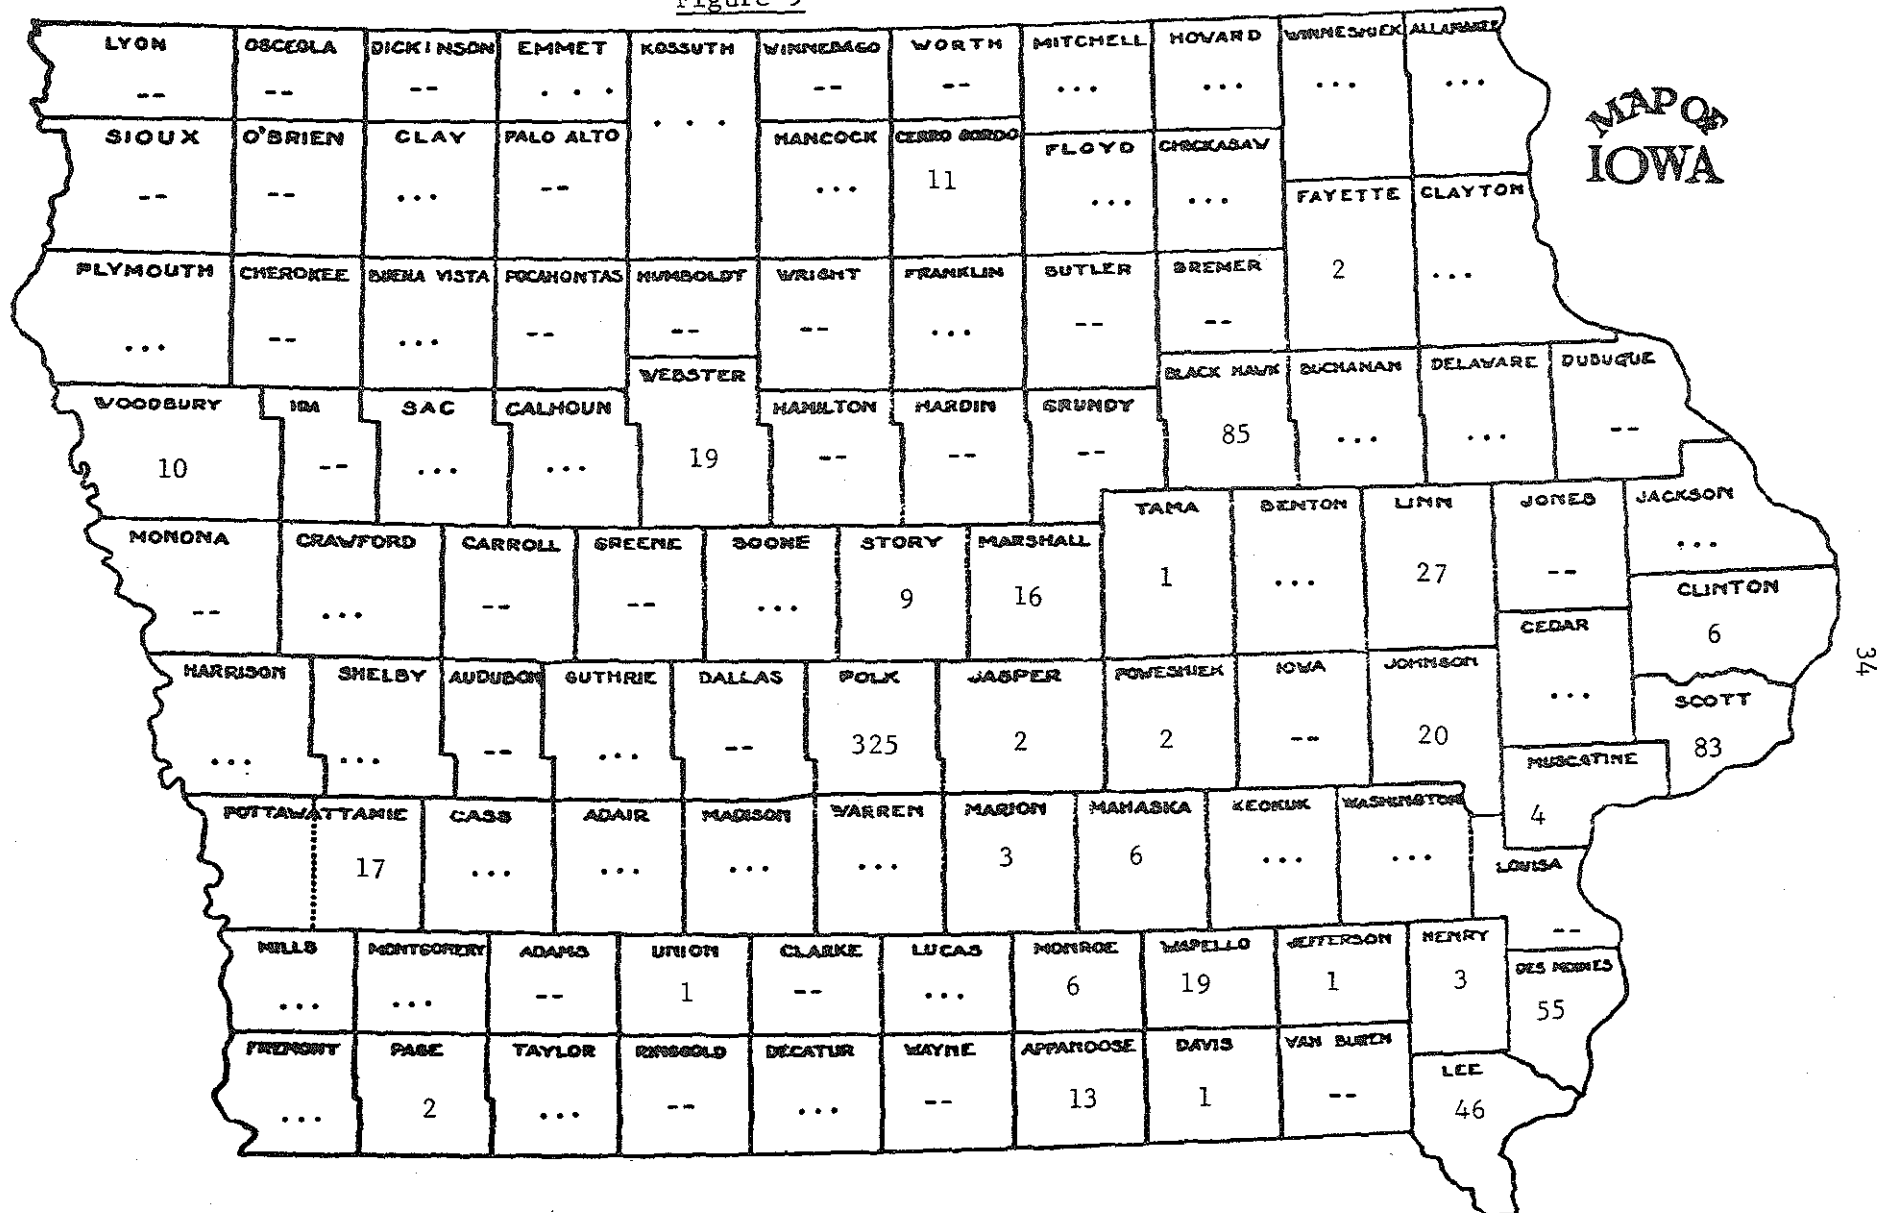 Figure 9
MAP OF
IOWA
LYON OSCEOLA DICKINSON EMMET KOSSUTH WINNEBAGO WORTH MITCHELL HOWARD WINNESHIEK ALLAMAKEE
-- -- -- ... ... -- -- ... ... ... ...
SIOUX O'BRIEN CLAY PALO ALTO HANCOCK CERRO GORDO FLOYD CHICKASAW
-- -- ... -- ... 11 ... ...
FAYETTE CLAYTON
2 ...
PLYMOUTH CHEROKEE BUENA VISTA POCAHONTAS HUMBOLDT WRIGHT FRANKLIN BUTLER BREMER
... -- ... -- -- -- ... -- --
WOODBURY IDA SAC CALHOUN WEBSTER HAMILTON HARDIN GRUNDY BLACK HAWK BUCHANAN DELAWARE DUBUQUE
10 -- ... ... 19 -- -- -- 85 ... ... --
MONONA CRAWFORD CARROLL GREENE BOONE STORY MARSHALL TAMA BENTON LINN JONES JACKSON
-- ... -- -- ... 9 16 1 ... 27 -- ...
CLINTON
6
HARRISON SHELBY AUDUBON GUTHRIE DALLAS POLK JASPER POWESHIEK IOWA JOHNSON CEDAR SCOTT
... ... -- ... -- 325 2 2 -- 20 ... 83
34
POTTAWATTAMIE CASS ADAIR MADISON WARREN MARION MAHASKA KEOKUK WASHINGTON MUSCATINE
17 ... ... ... ... 3 6 ... ... 4
LOUISA
--
MILLS MONTGOMERY ADAMS UNION CLARKE LUCAS MONROE WAPELLO JEFFERSON HENRY DES MOINES
... ... -- 1 -- ... 6 19 1 3 55
FREMONT PAGE TAYLOR RINGGOLD DECATUR WAYNE APPANOOSE DAVIS VAN BUREN LEE
... 2 ... -- ... -- 13 1 -- 46